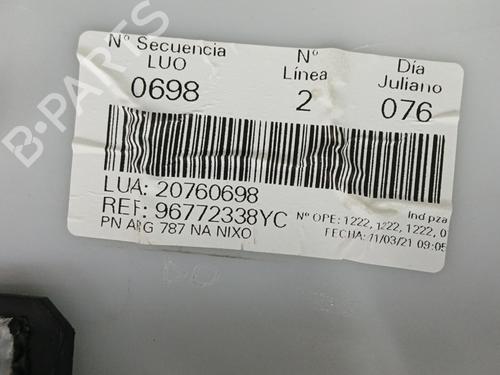 Nº Secuencia LUO
0698
Nº Línea
2
Día Juliano
076
LUA: 20760698
REF: 96772338YC
PN ARG 787 NA NIXO
Ind pza
Nº OPE: 1222, 1222, 1222, 0
FECHA: 11/03/21 09:05
B-PARTS